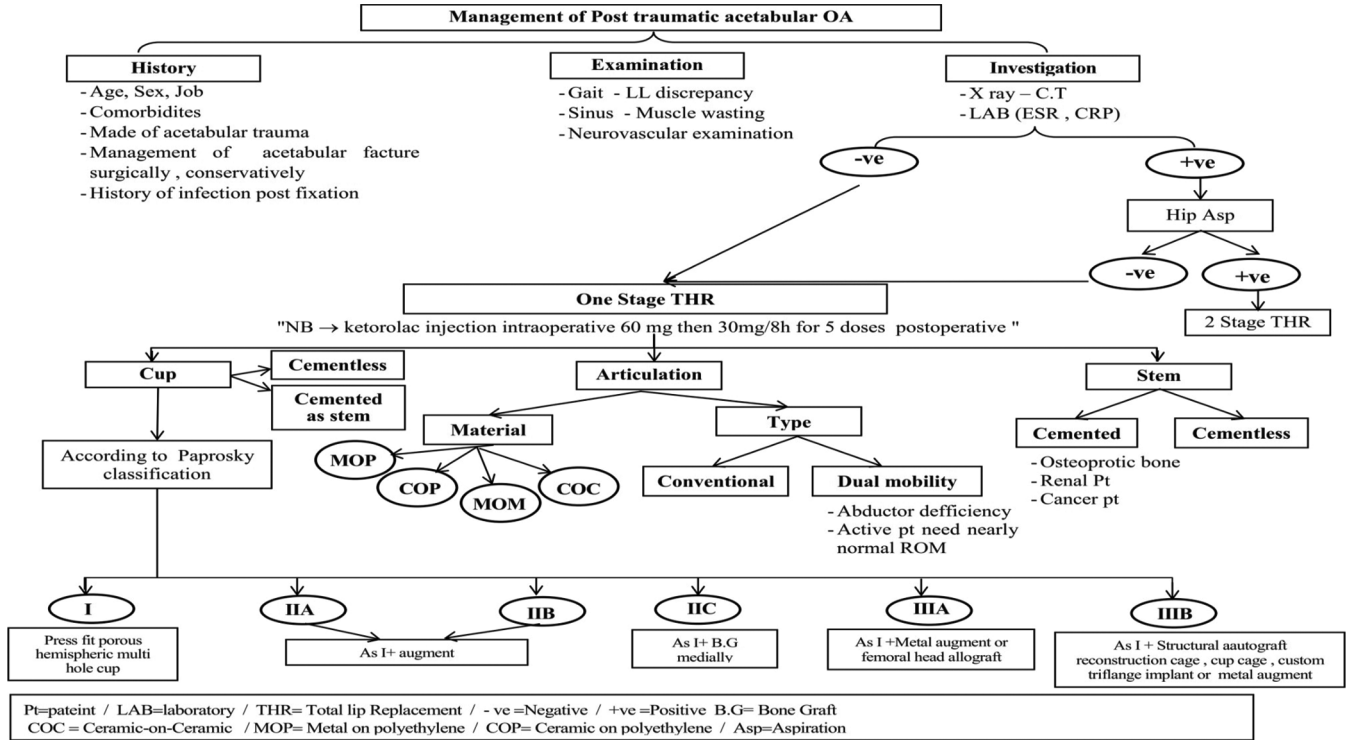 Management of Post traumatic acetabular OA
History
- Age, Sex, Job
- Comorbidites
- Made of acetabular trauma
- Management of acetabular facture
surgically , conservatively
- History of infection post fixation
Examination
- Gait - LL discrepancy
- Sinus - Muscle wasting
- Neurovascular examination
Investigation
- X ray – C.T
- LAB (ESR , CRP)
-ve
+ve
Hip Asp
-ve
+ve
2 Stage THR
One Stage THR
"NB → ketorolac injection intraoperative 60 mg then 30mg/8h for 5 doses postoperative "
Cup
Cementless
Cemented
as stem
According to Paprosky
classification
Articulation
Material
MOP
COP
MOM
COC
Type
Conventional
Dual mobility
- Abductor defficiency
- Active pt need nearly
normal ROM
Stem
Cemented
- Osteoprotic bone
- Renal Pt
- Cancer pt
Cementless
I
Press fit porous
hemispheric multi
hole cup
IIA
IIB
As I+ augment
IIC
As I+ B.G
medially
IIIA
As I +Metal augment or
femoral head allograft
IIIB
As I + Structural aautograft
reconstruction cage , cup cage , custom
triflange implant or metal augment
Pt=pateint / LAB=laboratory / THR=Total lip Replacement / - ve =Negative / +ve =Positive B.G= Bone Graft
COC = Ceramic-on-Ceramic / MOP= Metal on polyethylene / COP= Ceramic on polyethylene / Asp=Aspiration